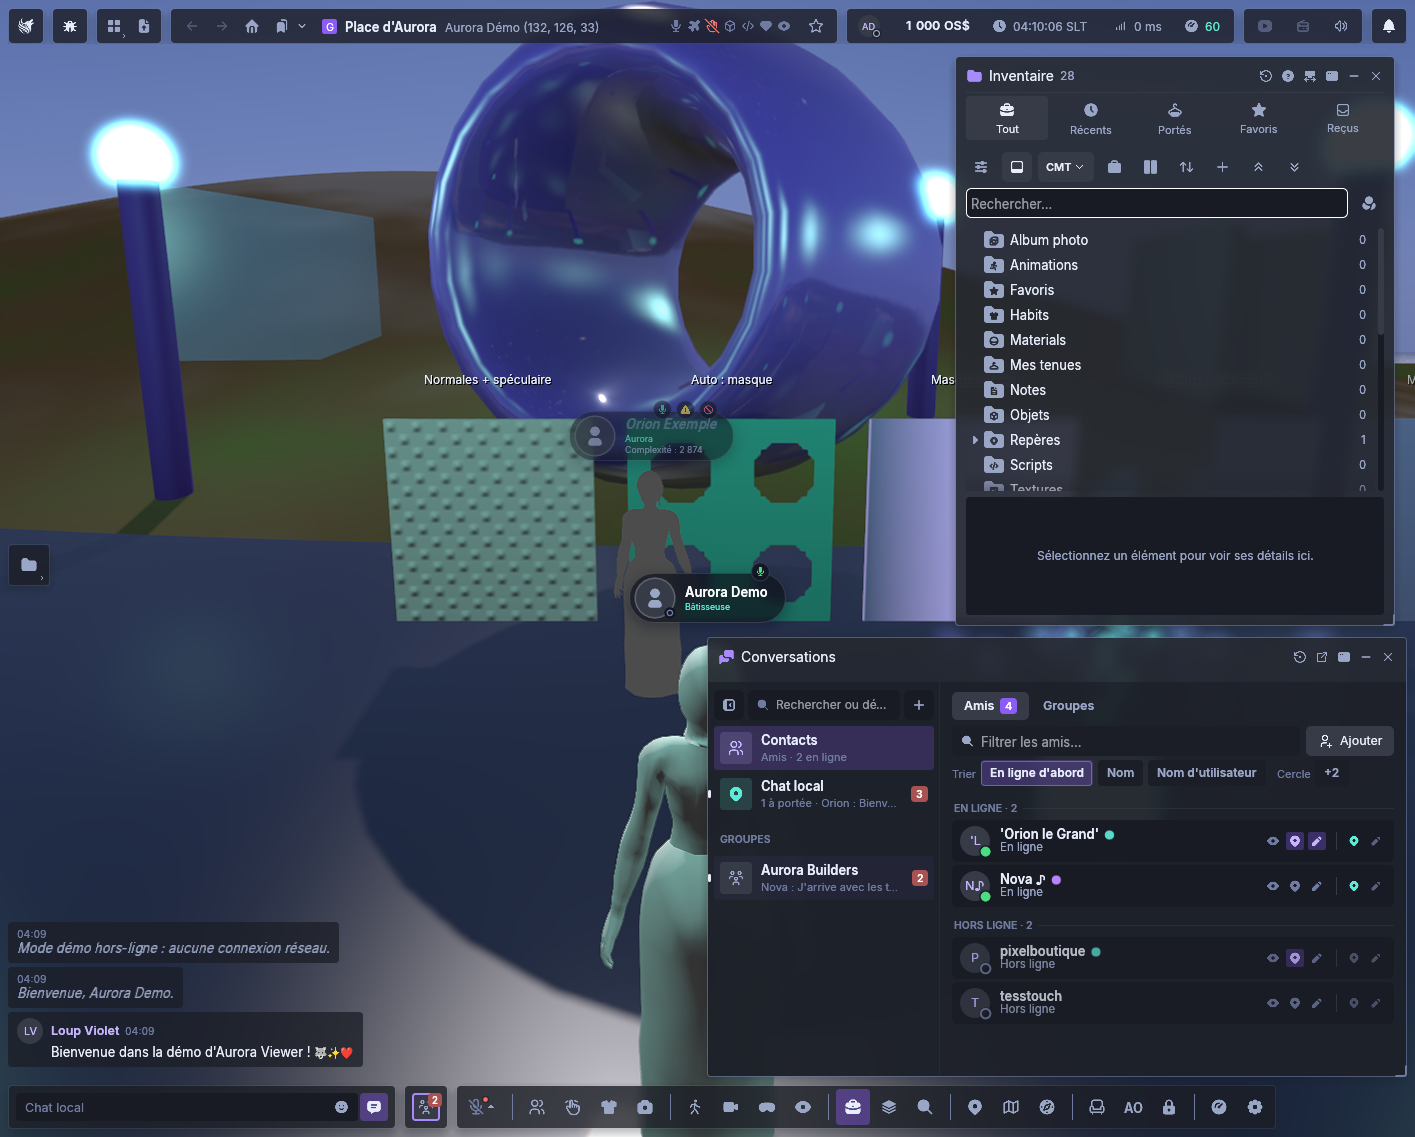 G Place d'Aurora Aurora Démo (132, 126, 33)
AD 1 000 OS$ 04:10:06 SLT 0 ms 60
Inventaire 28
Tout Récents Portés Favoris Reçus
CMT
Rechercher...
Album photo 0
Animations 0
Favoris 0
Habits 0
Materials 0
Mes tenues 0
Notes 0
Objets 0
Repères 1
Scripts 0
Textures 0
Sélectionnez un élément pour voir ses détails ici.
Normales + spéculaire
Auto : masque
Mas
Orion Exemple
Aurora
Complexité : 2 874
Aurora Demo
Bâtisseuse
Conversations
Rechercher ou dé...
Contacts
Amis · 2 en ligne
Chat local
1 à portée · Orion : Bienv... 3
GROUPES
Aurora Builders
Nova : J'arrive avec les t... 2
Amis 4 Groupes
Filtrer les amis...
Ajouter
Trier En ligne d'abord Nom Nom d'utilisateur Cercle +2
EN LIGNE · 2
'L 'Orion le Grand'
En ligne
N♪ Nova ♪
En ligne
HORS LIGNE · 2
P pixelboutique
Hors ligne
T tesstouch
Hors ligne
04:09
Mode démo hors-ligne : aucune connexion réseau.
04:09
Bienvenue, Aurora Demo.
LV Loup Violet 04:09
Bienvenue dans la démo d'Aurora Viewer ! 🐺✨❤️
Chat local
2
AO